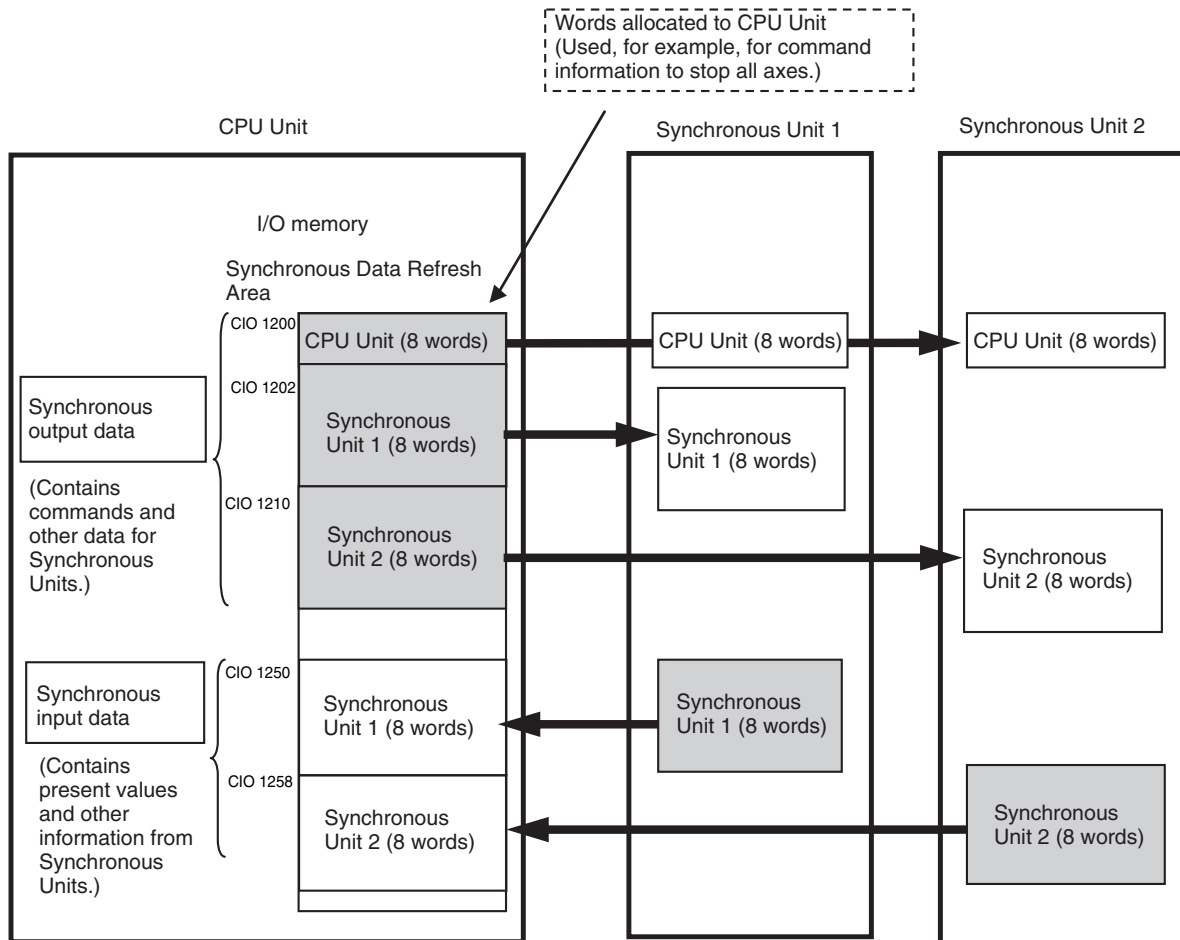 Words allocated to CPU Unit
(Used, for example, for command
information to stop all axes.)
CPU Unit
Synchronous Unit 1
Synchronous Unit 2
I/O memory
Synchronous Data Refresh
Area
CIO 1200
CPU Unit (8 words)
CPU Unit (8 words)
CPU Unit (8 words)
CIO 1202
Synchronous
output data
Synchronous
Unit 1 (8 words)
Synchronous
Unit 1 (8 words)
(Contains
commands and
other data for
Synchronous
Units.)
CIO 1210
Synchronous
Unit 2 (8 words)
Synchronous
Unit 2 (8 words)
CIO 1250
Synchronous
input data
Synchronous
Unit 1 (8 words)
Synchronous
Unit 1 (8 words)
(Contains
present values
and other
information from
Synchronous
Units.)
CIO 1258
Synchronous
Unit 2 (8 words)
Synchronous
Unit 2 (8 words)